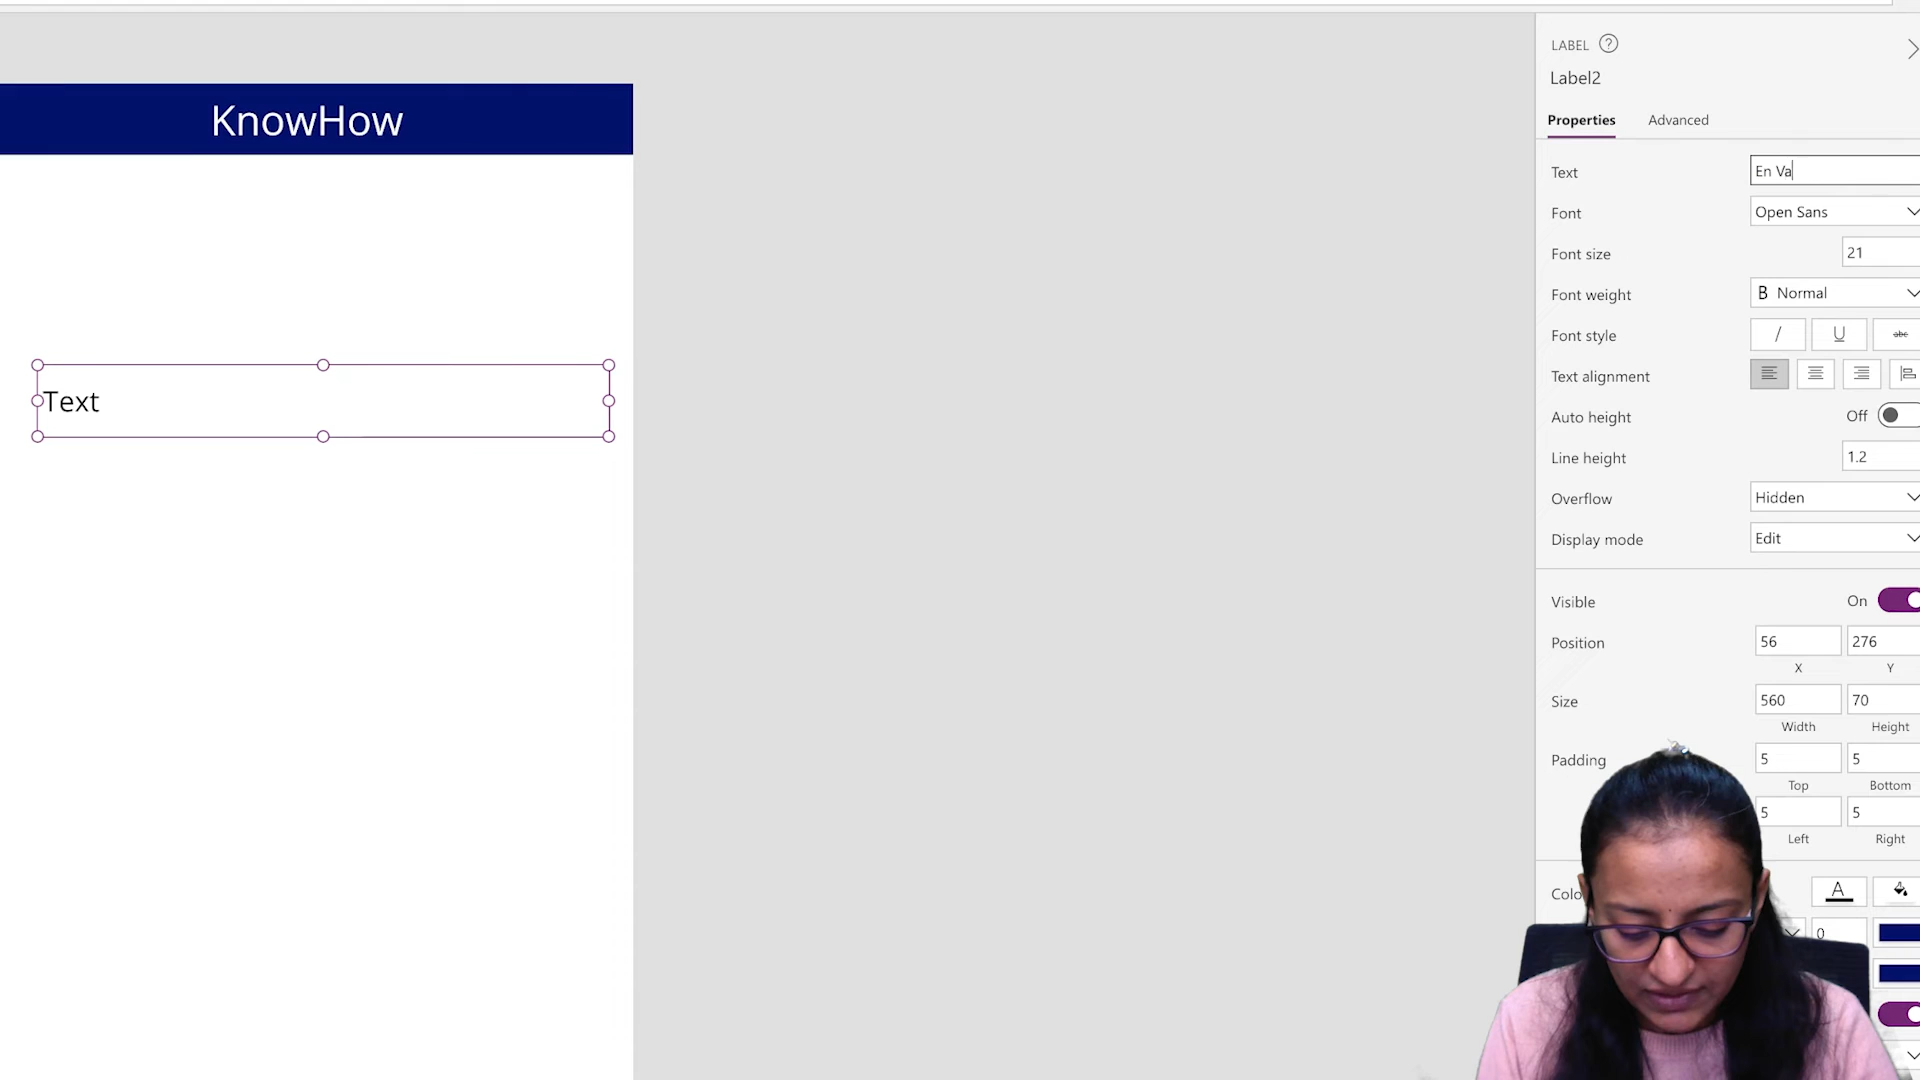 KnowHow
Text
LABEL ?
Label2
Properties Advanced
Text En Va
Font Open Sans
Font size 21
Font weight B Normal
Font style / U abc
Text alignment
Auto height Off
Line height 1.2
Overflow Hidden
Display mode Edit
Visible On
Position 56 276
X Y
Size 560 70
Width Height
Padding 5 5
Top Bottom
5 5
Left Right
A
0